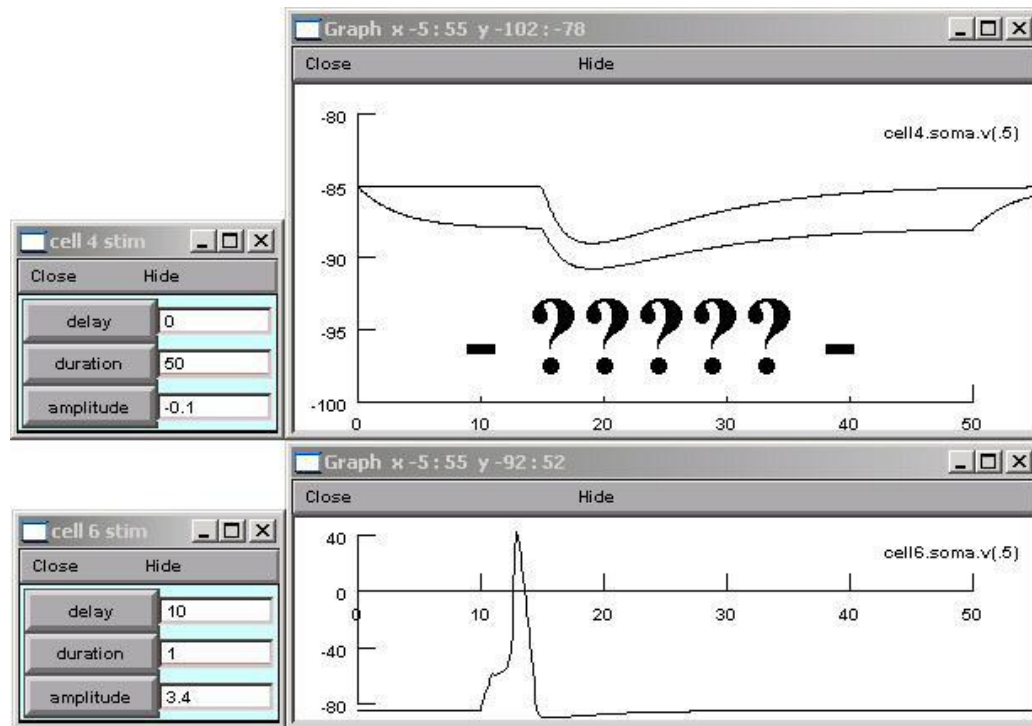 Graph x -5 : 55 y -102 : -78
Close Hide
-80
cell4.soma.v(.5)
-85
-90
-95
- ????? -
-100
0 10 20 30 40 50
cell 4 stim
Close Hide
delay 0
duration 50
amplitude -0.1
Graph x -5 : 55 y -92 : 52
Close Hide
40
cell6.soma.v(.5)
0
0 10 20 30 40 50
-40
-80
cell 6 stim
Close Hide
delay 10
duration 1
amplitude 3.4